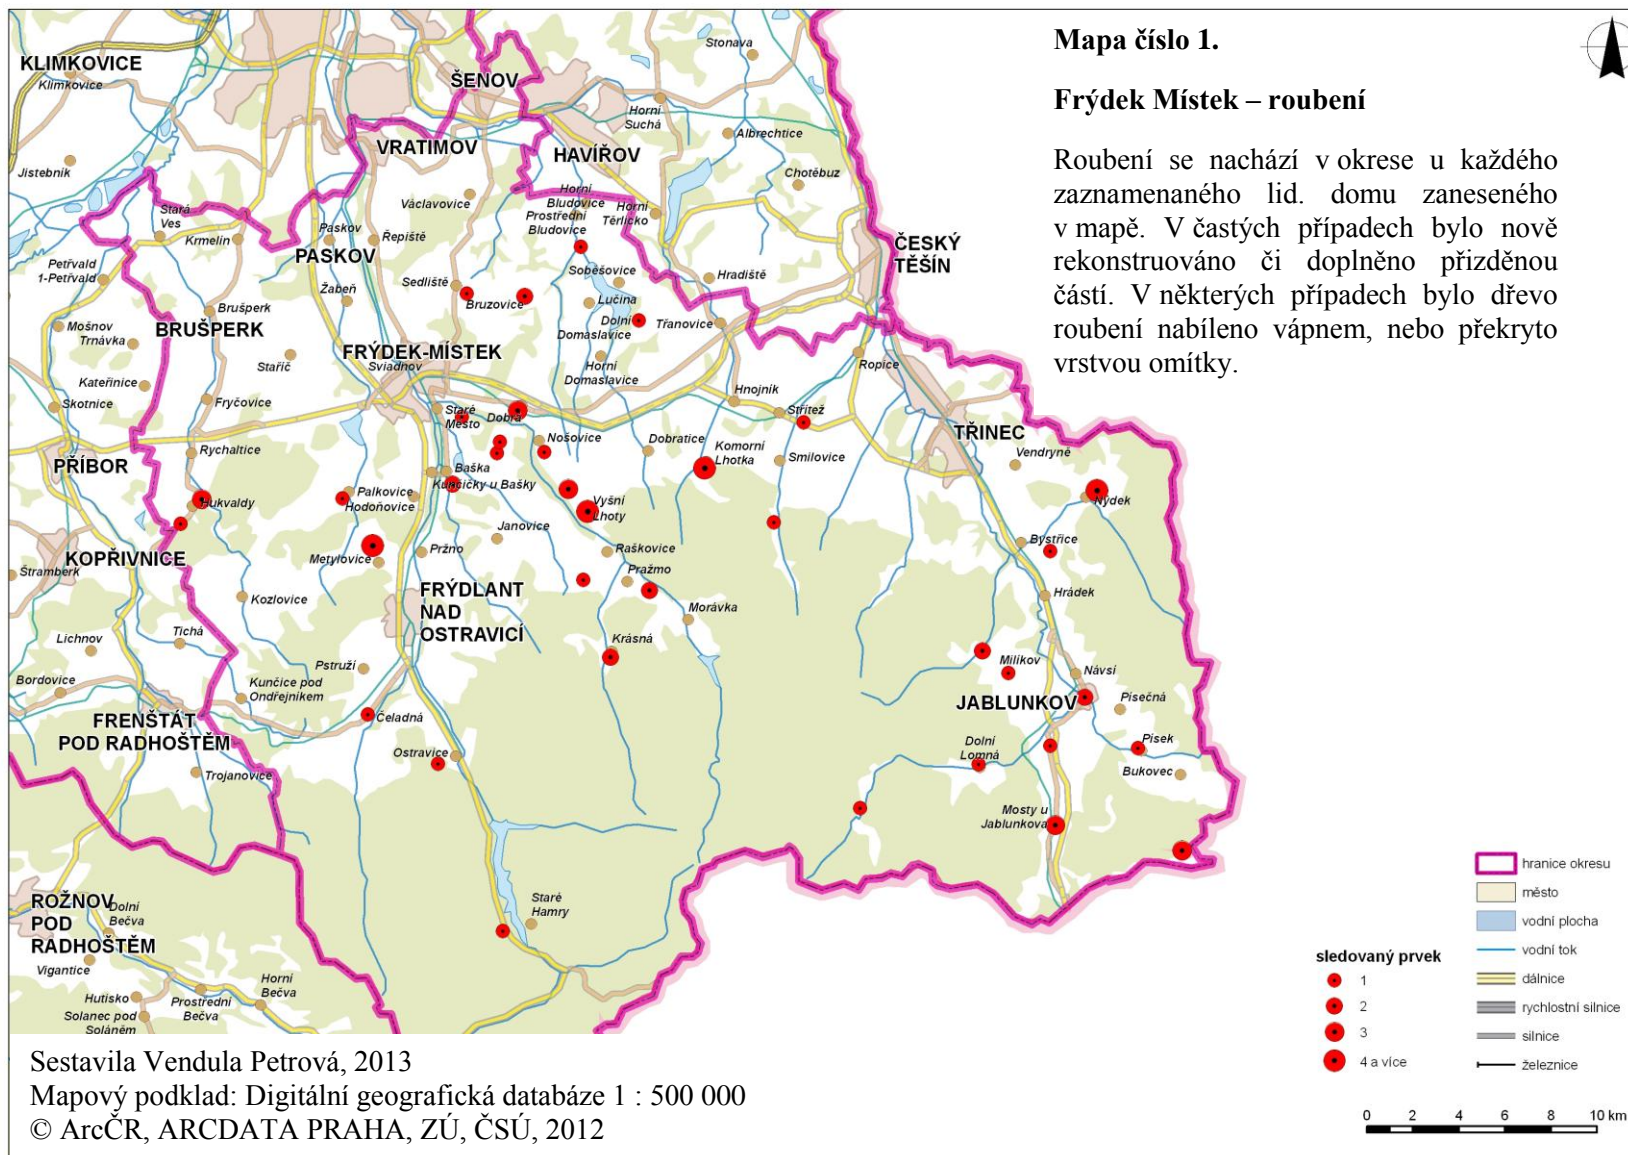 Mapa číslo 1.
Frýdek Místek – roubení
Roubení se nachází v okrese u každého
zaznamenaného lid. domu zaneseného
v mapě. V častých případech bylo nově
rekonstruováno či doplněno přizděnou
částí. V některých případech bylo dřevo
roubení nabíleno vápnem, nebo překryto
vrstvou omítky.
KLIMKOVICE
Klimkovice
ŠENOV
Stonava
Horní
Suchá
Albrechtice
VRATIMOV
HAVÍŘOV
Jistebník
Chotěbuz
Václavovice
Horní
Bludovice
Prostřední
Bludovice
Horní
Těrlicko
Stará
Ves
Krmelín
Paskov
Řepiště
PASKOV
ČESKÝ
TĚŠÍN
Petřvald
1-Petřvald
Žabeň
Sedliště
Bruzovice
Soběšovice
Lučina
Hradiště
Dolní
Domaslavice
Třanovice
Brušperk
BRUŠPERK
Mošnov
Trnávka
Staříč
FRÝDEK-MÍSTEK
Sviadnov
Horní
Domaslavice
Ropice
Kateřinice
Skotnice
Fryčovice
Hnojník
Staré
Město
Dobrá
Střítež
Nošovice
Dobratice
Komorní
Lhotka
TŘINEC
Vendryně
Rychaltice
PŘÍBOR
Smilovice
Baška
Kunčičky u Bašky
Hukvaldy
Palkovice
Hodoňovice
Vyšní
Lhoty
Nýdek
Janovice
KOPŘIVNICE
Metylovice
Pržno
Raškovice
Bystřice
Štramberk
Pražmo
FRÝDLANT
NAD
OSTRAVICÍ
Kozlovice
Hrádek
Morávka
Lichnov
Tichá
Krásná
Pstruží
Milíkov
Návsí
Bordovice
Kunčice pod
Ondřejníkem
JABLUNKOV
Písečná
FRENŠTÁT
POD RADHOŠTĚM
Čeladná
Ostravice
Dolní
Lomná
Písek
Bukovec
Trojanovice
Mosty u
Jablunkova
ROŽNOV
POD
RADHOŠTĚM
Dolní
Bečva
Staré
Hamry
Vigantice
Hutisko
Solanec pod
Soláněm
Prostřední
Bečva
Horní
Bečva
sledovaný prvek
1
2
3
4 a více
hranice okresu
město
vodní plocha
vodní tok
dálnice
rychlostní silnice
silnice
železnice
0 2 4 6 8 10 km
Sestavila Vendula Petrová, 2013
Mapový podklad: Digitální geografická databáze 1 : 500 000
© ArcČR, ARCDATA PRAHA, ZÚ, ČSÚ, 2012